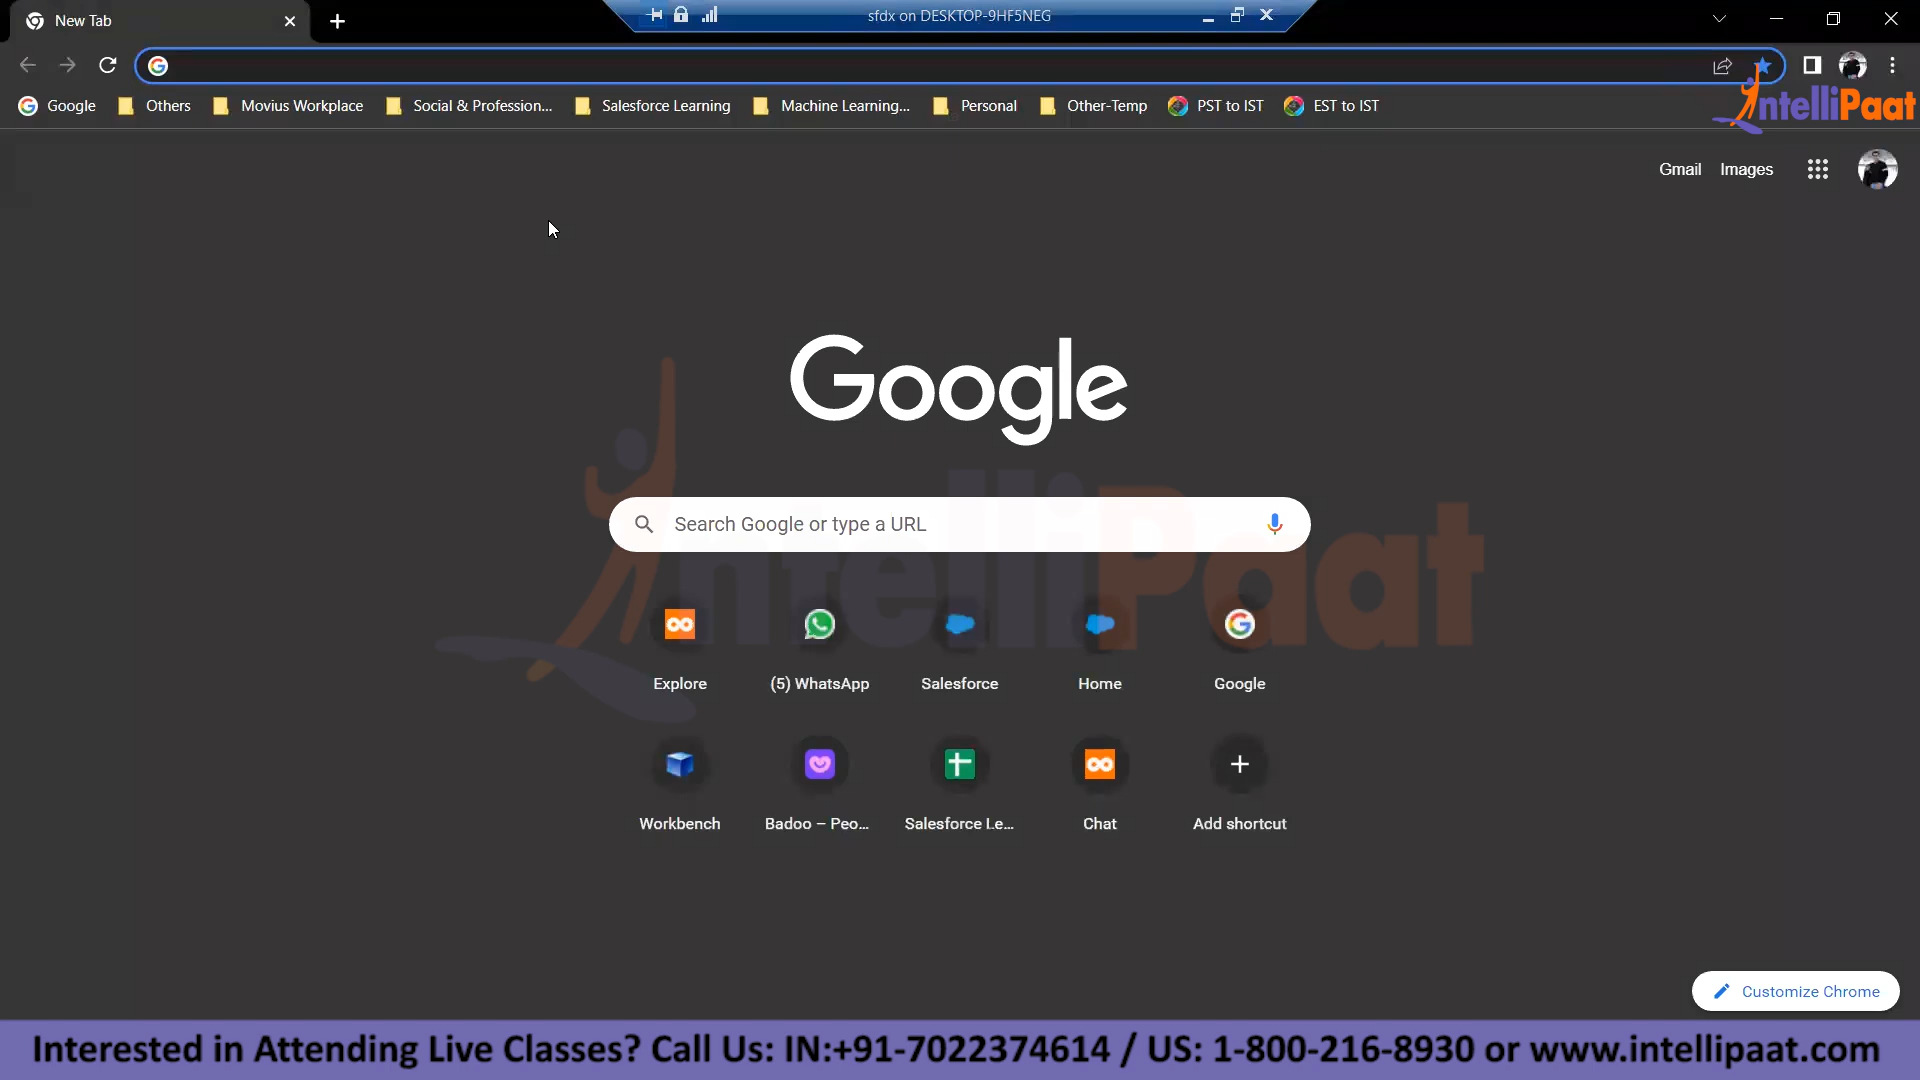 New Tab
sfdx on DESKTOP-9HF5NEG
Google Others Movius Workplace Social & Profession... Salesforce Learning Machine Learning... Personal Other-Temp PST to IST EST to IST
IntelliPaat
Gmail Images
Google
Search Google or type a URL
IntelliPaat
Explore (5) WhatsApp Salesforce Home Google
Workbench Badoo – Peo... Salesforce Le... Chat Add shortcut
Customize Chrome
Interested in Attending Live Classes? Call Us: IN:+91-7022374614 / US: 1-800-216-8930 or www.intellipaat.com